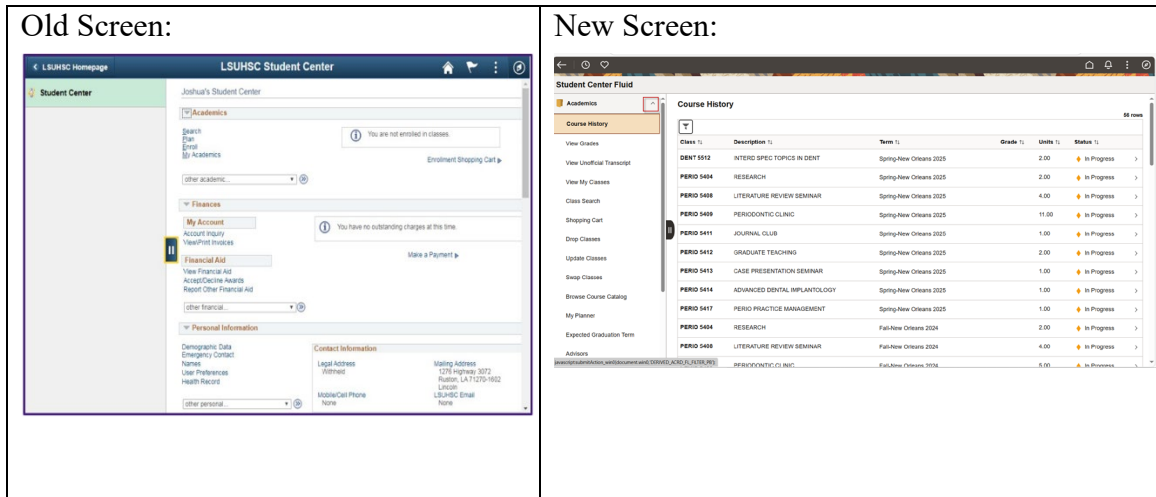 Old Screen:
LSUHSC Homepage
LSUHSC Student Center
Student Center
Joshua's Student Center
Academics
Search
Plan
Enroll
My Academics
You are not enrolled in classes.
Enrollment Shopping Cart
other academic...
Finances
My Account
Account Inquiry
View/Print Invoices
You have no outstanding charges at this time.
Make a Payment
Financial Aid
View Financial Aid
Accept/Decline Awards
Report Other Financial Aid
other financial...
Personal Information
Demographic Data
Emergency Contact
Names
User Preferences
Health Record
other personal...
Contact Information
Legal Address
Withheld
Mailing Address
1276 Highway 3072
Ruston, LA 71270-1602
Lincoln
Mobile/Cell Phone
None
LSUHSC Email
None
New Screen:
Student Center Fluid
Academics
Course History
View Grades
View Unofficial Transcript
View My Classes
Class Search
Shopping Cart
Drop Classes
Update Classes
Swap Classes
Browse Course Catalog
My Planner
Expected Graduation Term
Advisors
Course History
56 rows
Class Description Term Grade Units Status
DENT 5512 INTERD SPEC TOPICS IN DENT Spring-New Orleans 2025 2.00 In Progress
PERIO 5404 RESEARCH Spring-New Orleans 2025 2.00 In Progress
PERIO 5408 LITERATURE REVIEW SEMINAR Spring-New Orleans 2025 4.00 In Progress
PERIO 5409 PERIODONTIC CLINIC Spring-New Orleans 2025 11.00 In Progress
PERIO 5411 JOURNAL CLUB Spring-New Orleans 2025 1.00 In Progress
PERIO 5412 GRADUATE TEACHING Spring-New Orleans 2025 2.00 In Progress
PERIO 5413 CASE PRESENTATION SEMINAR Spring-New Orleans 2025 1.00 In Progress
PERIO 5414 ADVANCED DENTAL IMPLANTOLOGY Spring-New Orleans 2025 1.00 In Progress
PERIO 5417 PERIO PRACTICE MANAGEMENT Spring-New Orleans 2025 1.00 In Progress
PERIO 5404 RESEARCH Fall-New Orleans 2024 2.00 In Progress
PERIO 5408 LITERATURE REVIEW SEMINAR Fall-New Orleans 2024 4.00 In Progress
PERIODONTIC CLINIC Fall-New Orleans 2024 5.00 In Progress